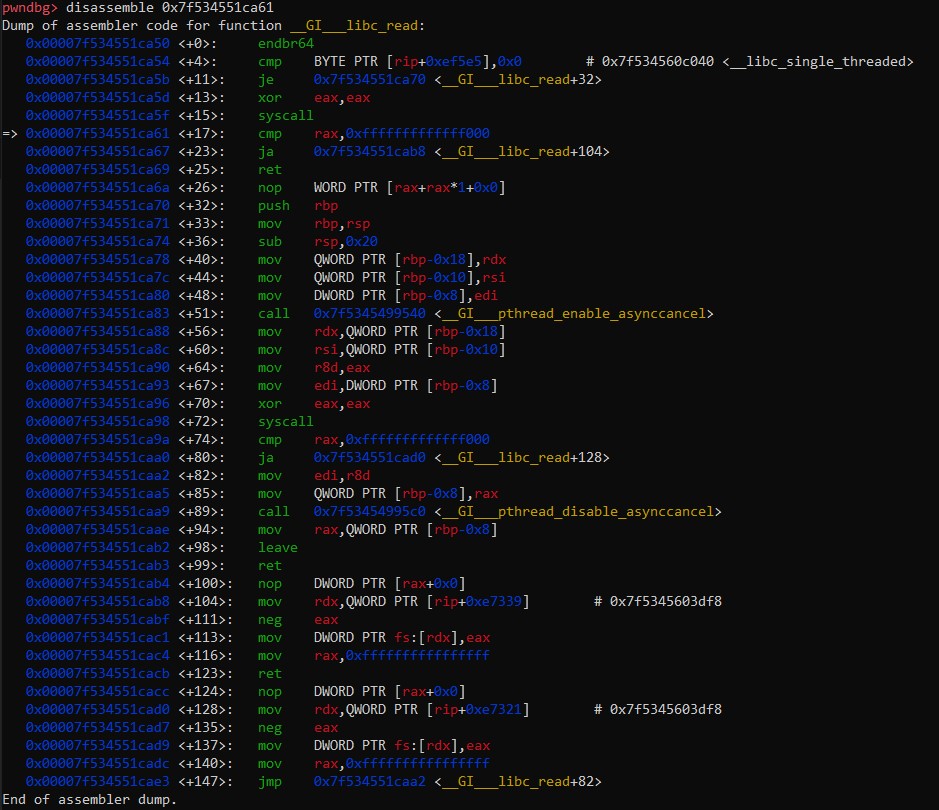 pwndbg> disassemble 0x7f534551ca61
Dump of assembler code for function __GI___libc_read:
   0x00007f534551ca50 <+0>:     endbr64
   0x00007f534551ca54 <+4>:     cmp    BYTE PTR [rip+0xef5e5],0x0        # 0x7f534560c040 <__libc_single_threaded>
   0x00007f534551ca5b <+11>:    je     0x7f534551ca70 <__GI___libc_read+32>
   0x00007f534551ca5d <+13>:    xor    eax,eax
   0x00007f534551ca5f <+15>:    syscall
=> 0x00007f534551ca61 <+17>:    cmp    rax,0xfffffffffffff000
   0x00007f534551ca67 <+23>:    ja     0x7f534551cab8 <__GI___libc_read+104>
   0x00007f534551ca69 <+25>:    ret
   0x00007f534551ca6a <+26>:    nop    WORD PTR [rax+rax*1+0x0]
   0x00007f534551ca70 <+32>:    push   rbp
   0x00007f534551ca71 <+33>:    mov    rbp,rsp
   0x00007f534551ca74 <+36>:    sub    rsp,0x20
   0x00007f534551ca78 <+40>:    mov    QWORD PTR [rbp-0x18],rdx
   0x00007f534551ca7c <+44>:    mov    QWORD PTR [rbp-0x10],rsi
   0x00007f534551ca80 <+48>:    mov    DWORD PTR [rbp-0x8],edi
   0x00007f534551ca83 <+51>:    call   0x7f5345499540 <__GI___pthread_enable_asynccancel>
   0x00007f534551ca88 <+56>:    mov    rdx,QWORD PTR [rbp-0x18]
   0x00007f534551ca8c <+60>:    mov    rsi,QWORD PTR [rbp-0x10]
   0x00007f534551ca90 <+64>:    mov    r8d,eax
   0x00007f534551ca93 <+67>:    mov    edi,DWORD PTR [rbp-0x8]
   0x00007f534551ca96 <+70>:    xor    eax,eax
   0x00007f534551ca98 <+72>:    syscall
   0x00007f534551ca9a <+74>:    cmp    rax,0xfffffffffffff000
   0x00007f534551caa0 <+80>:    ja     0x7f534551cad0 <__GI___libc_read+128>
   0x00007f534551caa2 <+82>:    mov    edi,r8d
   0x00007f534551caa5 <+85>:    mov    QWORD PTR [rbp-0x8],rax
   0x00007f534551caa9 <+89>:    call   0x7f53454995c0 <__GI___pthread_disable_asynccancel>
   0x00007f534551caae <+94>:    mov    rax,QWORD PTR [rbp-0x8]
   0x00007f534551cab2 <+98>:    leave
   0x00007f534551cab3 <+99>:    ret
   0x00007f534551cab4 <+100>:   nop    DWORD PTR [rax+0x0]
   0x00007f534551cab8 <+104>:   mov    rdx,QWORD PTR [rip+0xe7339]        # 0x7f5345603df8
   0x00007f534551cabf <+111>:   neg    eax
   0x00007f534551cac1 <+113>:   mov    DWORD PTR fs:[rdx],eax
   0x00007f534551cac4 <+116>:   mov    rax,0xffffffffffffffff
   0x00007f534551cacb <+123>:   ret
   0x00007f534551cacc <+124>:   nop    DWORD PTR [rax+0x0]
   0x00007f534551cad0 <+128>:   mov    rdx,QWORD PTR [rip+0xe7321]        # 0x7f5345603df8
   0x00007f534551cad7 <+135>:   neg    eax
   0x00007f534551cad9 <+137>:   mov    DWORD PTR fs:[rdx],eax
   0x00007f534551cadc <+140>:   mov    rax,0xffffffffffffffff
   0x00007f534551cae3 <+147>:   jmp    0x7f534551caa2 <__GI___libc_read+82>
End of assembler dump.